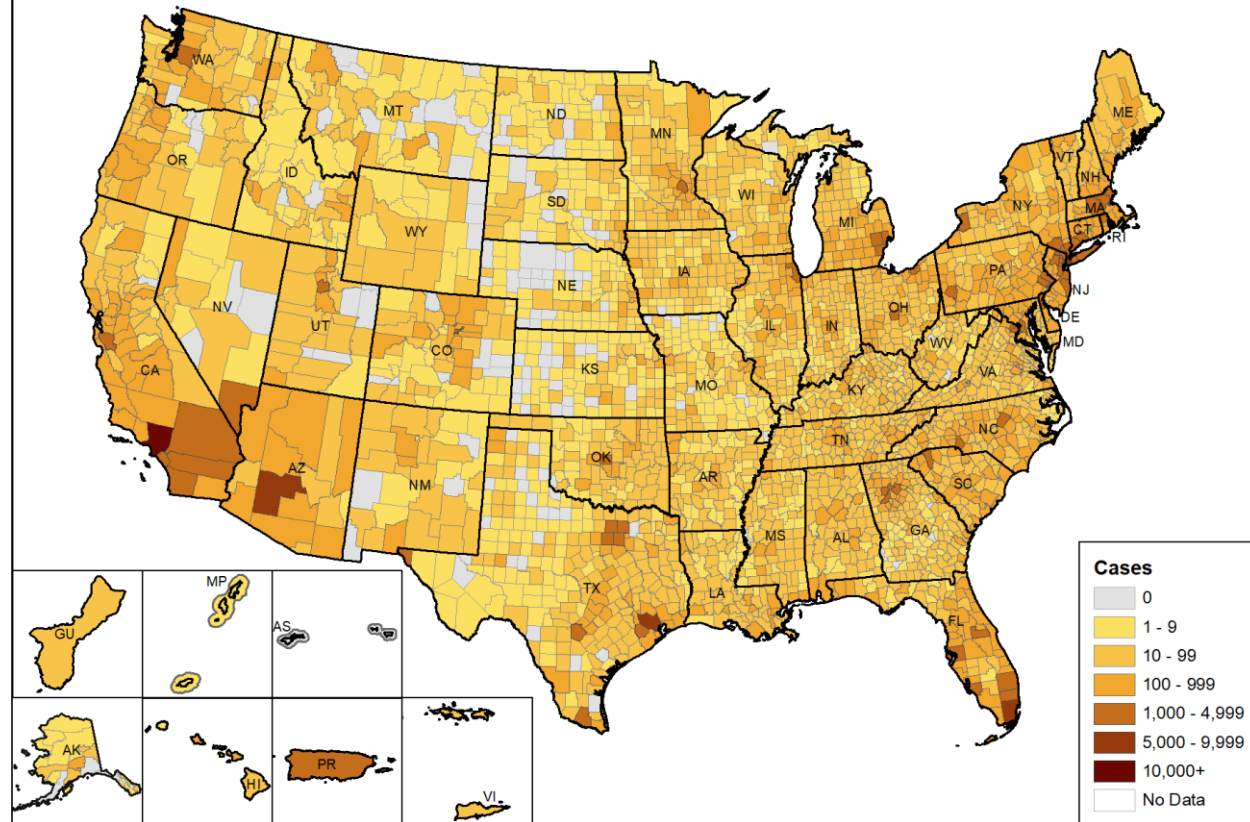 WA
MT
ND
MN
ME
OR
ID
SD
WI
VT
NH
NY
MA
WY
MI
CT
RI
IA
PA
NE
NJ
NV
UT
OH
DE
IL
IN
CO
MD
WV
CA
KS
MO
VA
KY
NC
TN
AZ
OK
NM
AR
SC
MS
AL
GA
TX
LA
FL
GU
MP
AS
AK
HI
PR
VI
Cases
0
1 - 9
10 - 99
100 - 999
1,000 - 4,999
5,000 - 9,999
10,000+
No Data